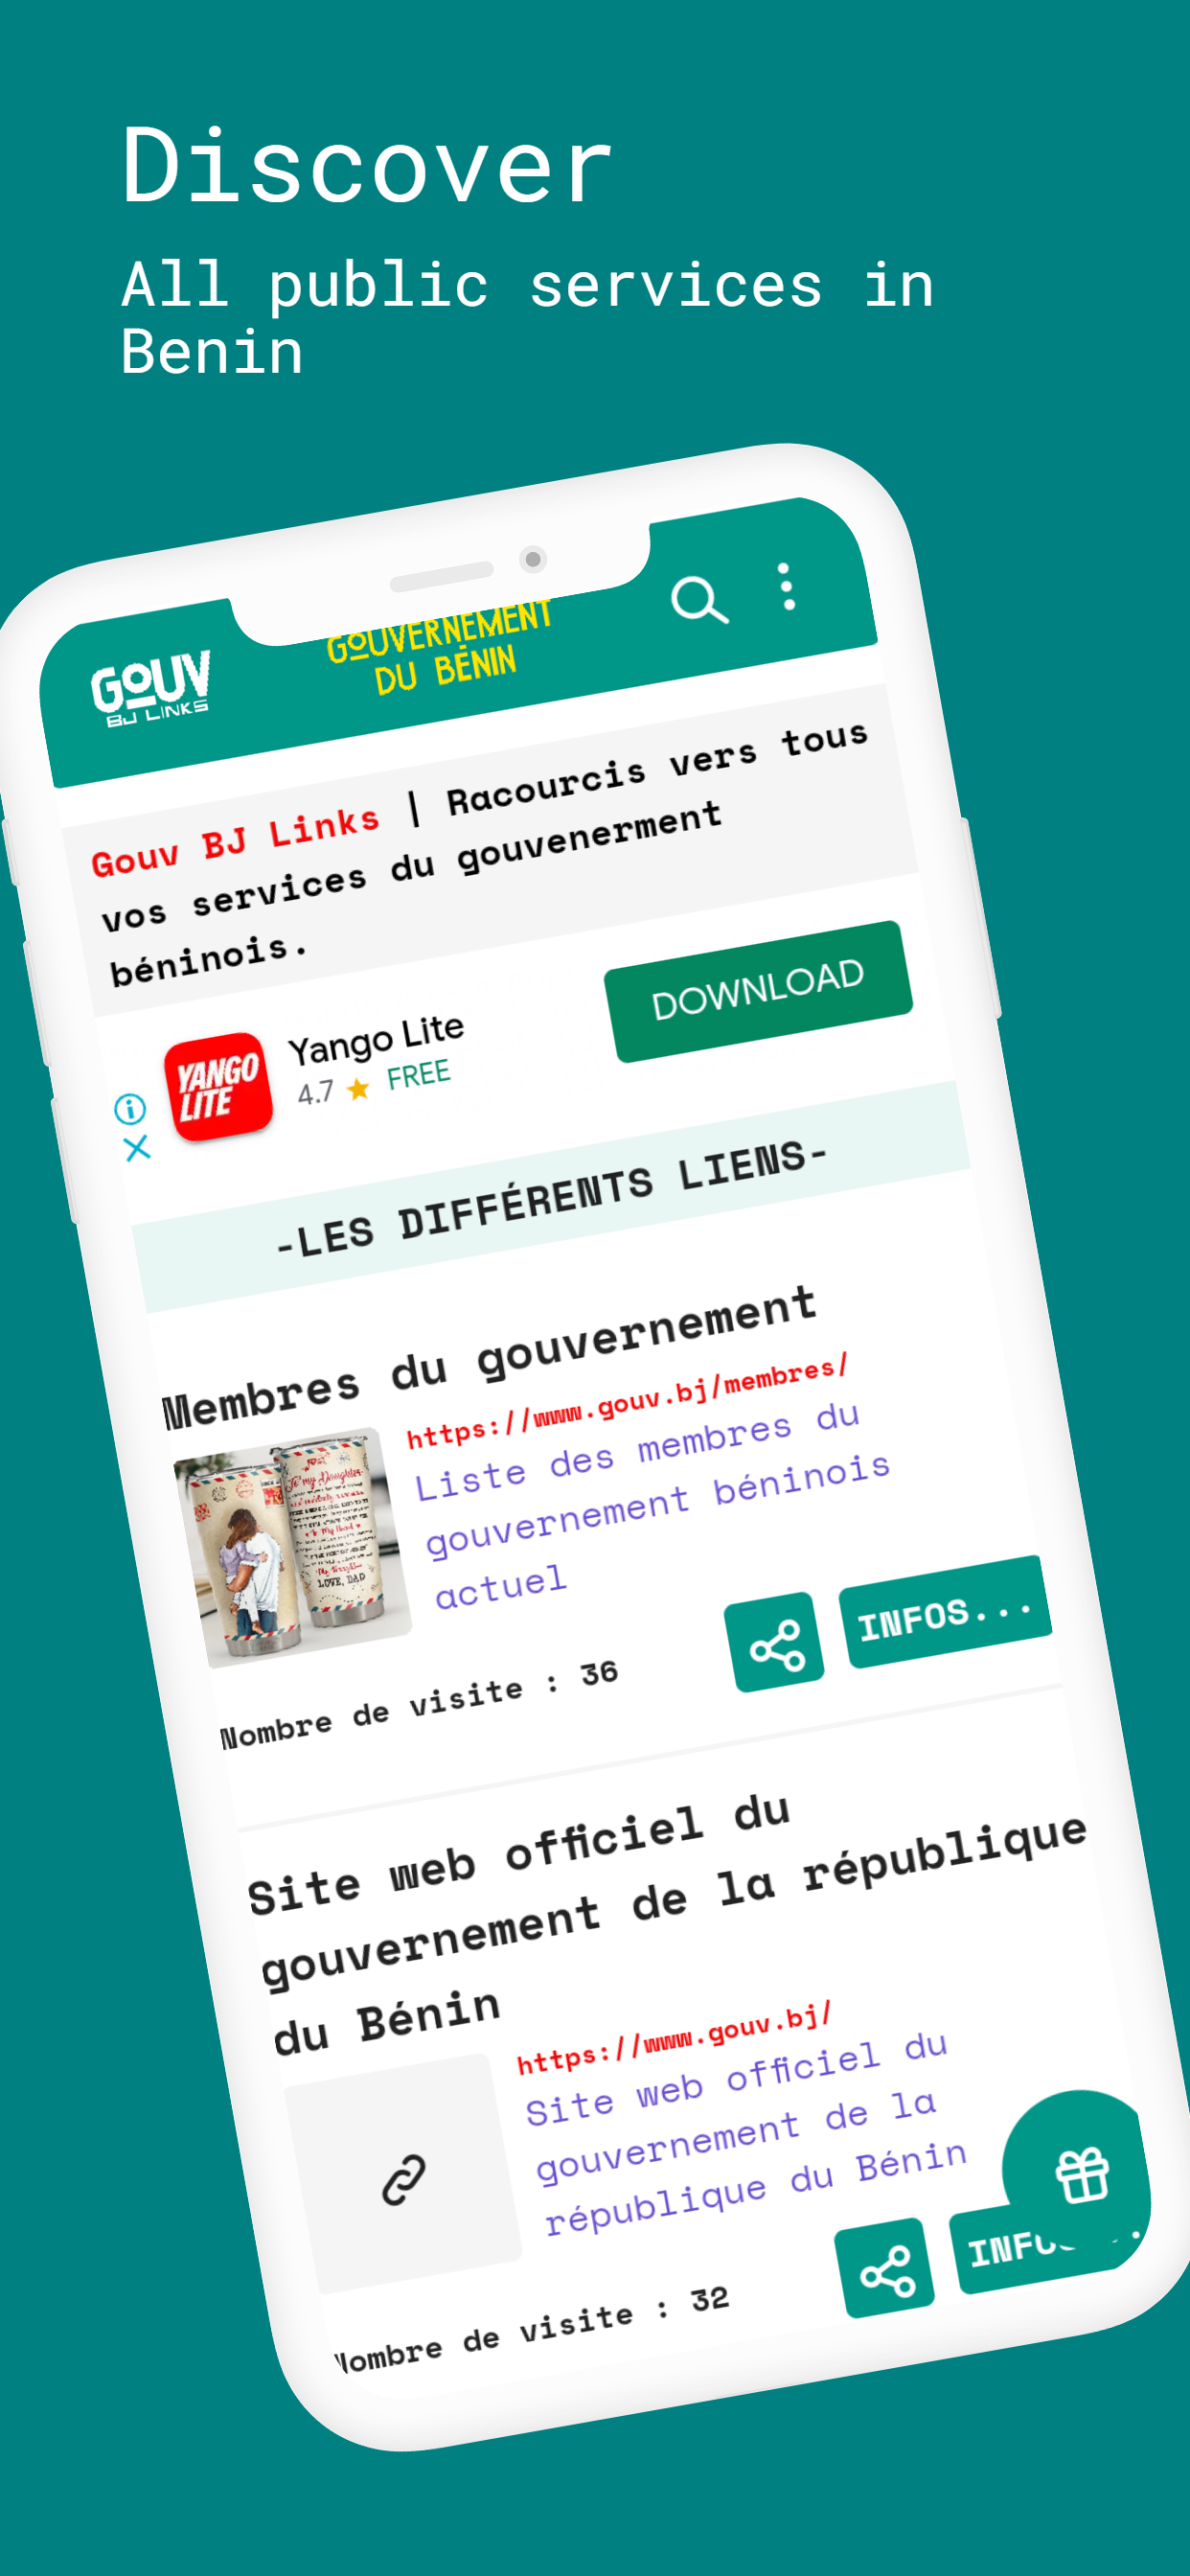 Discover
All public services in
Benin
GOUV
BJ LINKS
GOUVERNEMENT
DU BÉNIN
Gouv BJ Links | Racourcis vers tous
vos services du gouvenerment
béninois.
YANGO
LITE
Yango Lite
4.7 ★ FREE
DOWNLOAD
-LES DIFFÉRENTS LIENS-
Membres du gouvernement
https://www.gouv.bj/membres/
Liste des membres du
gouvernement béninois
actuel
To my Daughter
LOVE, DAD
INFOS...
Nombre de visite : 36
Site web officiel du
gouvernement de la république
du Bénin
https://www.gouv.bj/
Site web officiel du
gouvernement de la
république du Bénin
Nombre de visite : 32